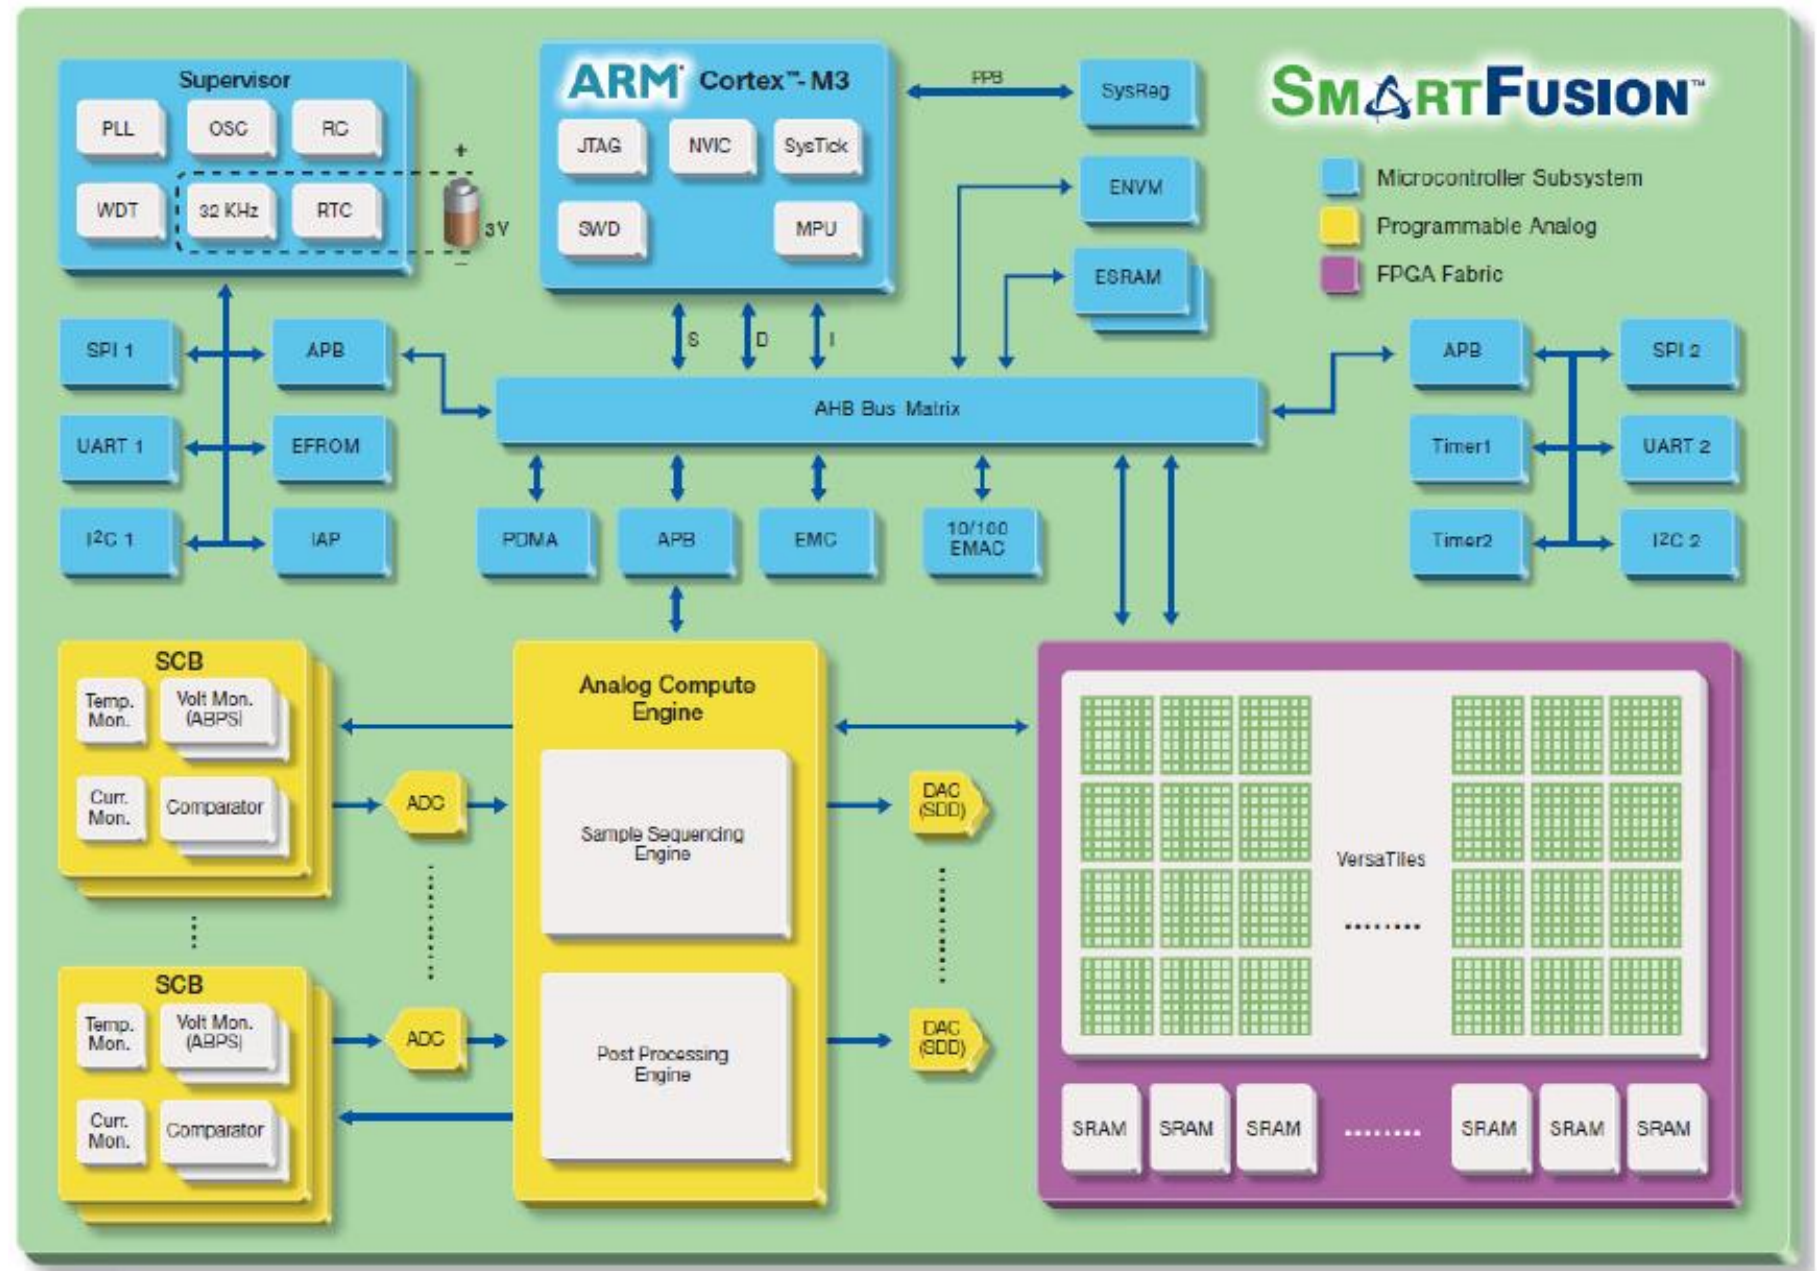 Supervisor
PLL
OSC
RC
WDT
32 KHz
RTC
+
3V
–
ARM Cortex™-M3
JTAG
NVIC
SysTick
SWD
MPU
PPB
SysReg
ENVM
ESRAM
SMARTFUSION™
Microcontroller Subsystem
Programmable Analog
FPGA Fabric
S
D
I
SPI 1
APB
UART 1
EFROM
I²C 1
IAP
AHB Bus Matrix
APB
SPI 2
Timer1
UART 2
Timer2
I²C 2
PDMA
APB
EMC
10/100
EMAC
SCB
Temp.
Mon.
Volt Mon.
(ABPS)
Curr.
Mon.
Comparator
ADC
SCB
Temp.
Mon.
Volt Mon.
(ABPS)
Curr.
Mon.
Comparator
ADC
Analog Compute
Engine
Sample Sequencing
Engine
Post Processing
Engine
DAC
(SDD)
DAC
(SDD)
VersaTiles
........
SRAM
SRAM
SRAM
........
SRAM
SRAM
SRAM